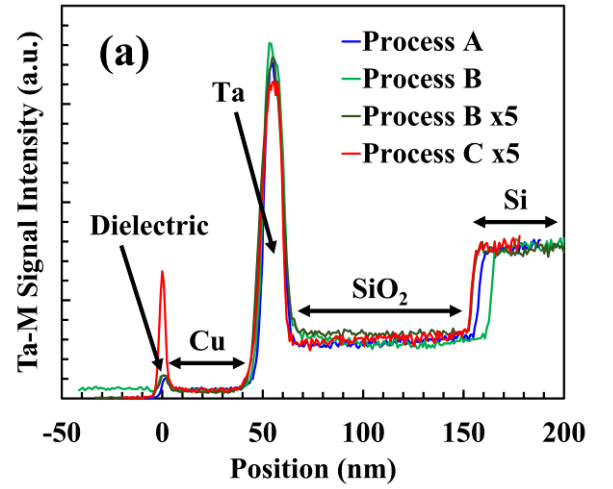 (a)
Process A
Process B
Process B x5
Process C x5
Ta
Dielectric
Cu
SiO₂
Si
Ta-M Signal Intensity (a.u.)
-50 0 50 100 150 200
Position (nm)